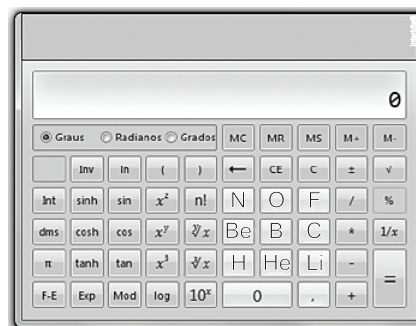 0
Graus Radianos Grados MC MR MS M+ M-
Inv ln ( ) ← CE C ± √
Int sinh sin x² n! N O F / %
dms cosh cos xʸ ʸ√x Be B C * 1/x
π tanh tan x³ ³√x H He Li - =
F-E Exp Mod log 10ˣ 0 , +